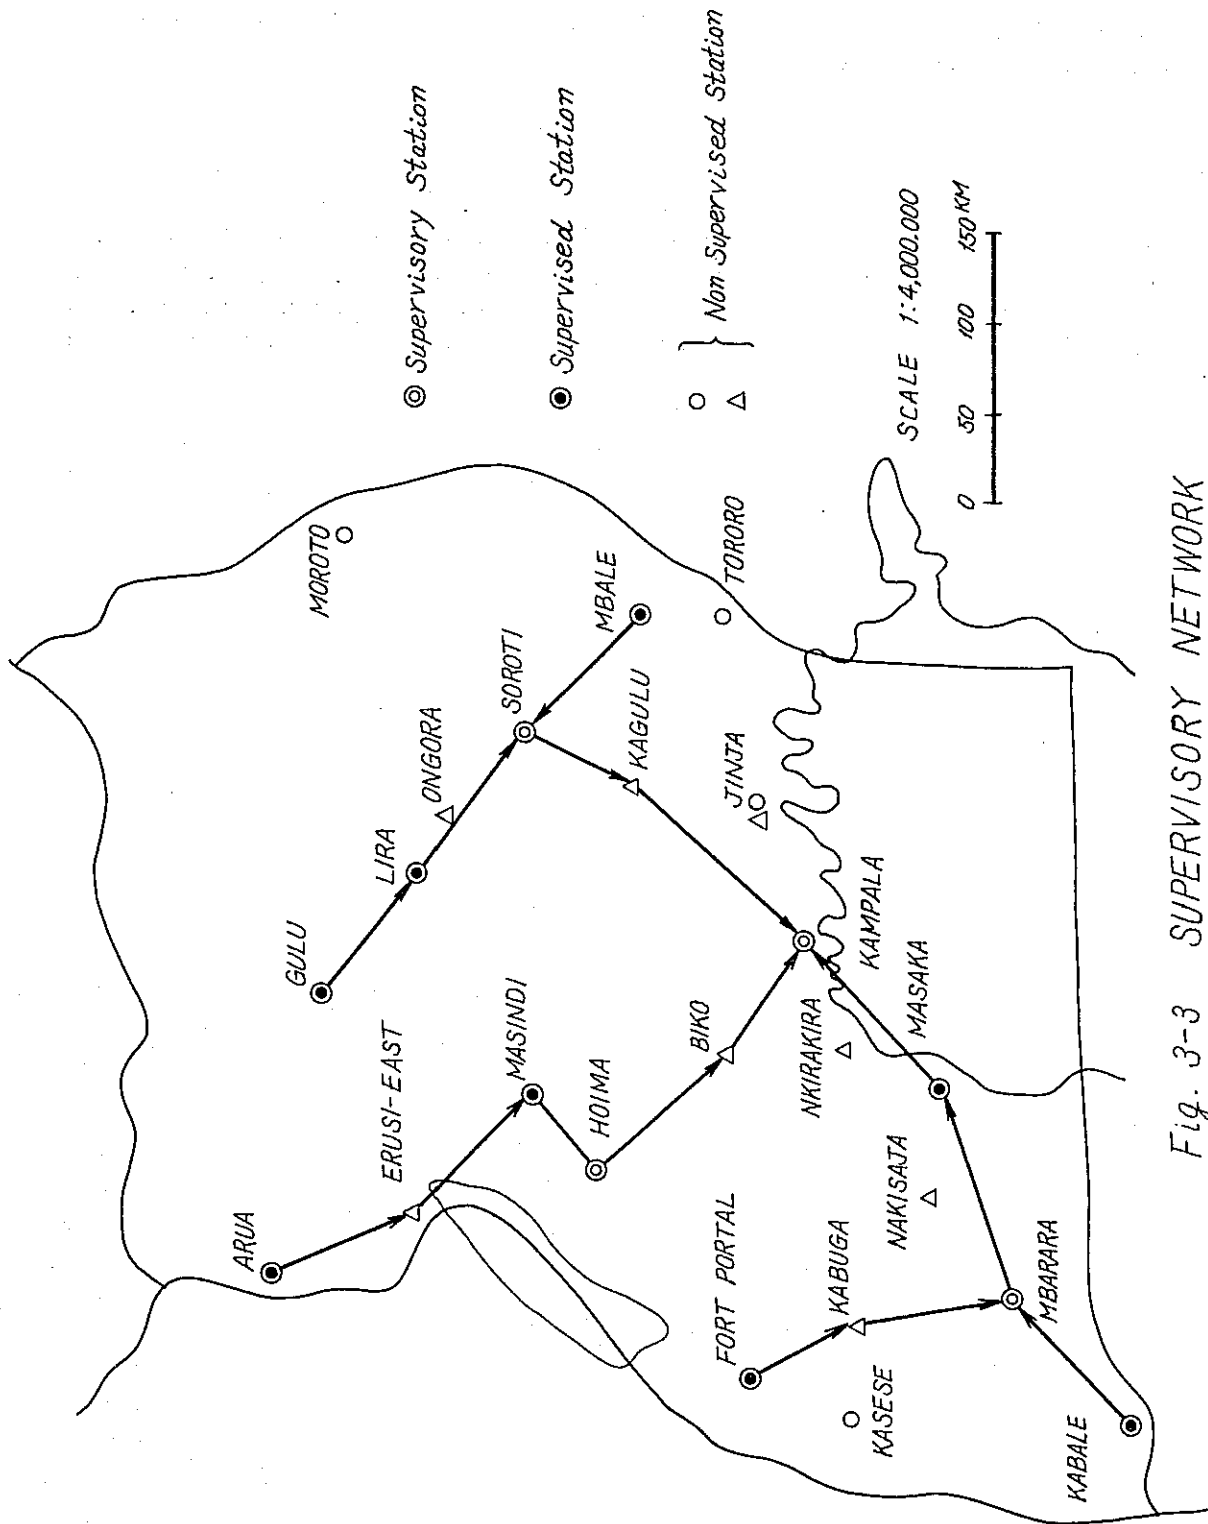 MOROTO
GULU
LIRA
ONGORA
SOROTI
MBALE
ARUA
ERUSI-EAST
MASINDI
HOIMA
KAGULU
TORORO
BIKO
JINJA
FORT PORTAL
KABUGA
NKIRAKIRA
KAMPALA
KASESE
NAKISAJA
MASAKA
MBARARA
KABALE
Supervisory Station
Supervised Station
Non Supervised Station
SCALE 1:4,000.000
0 50 100 150 KM
Fig. 3-3 SUPERVISORY NETWORK